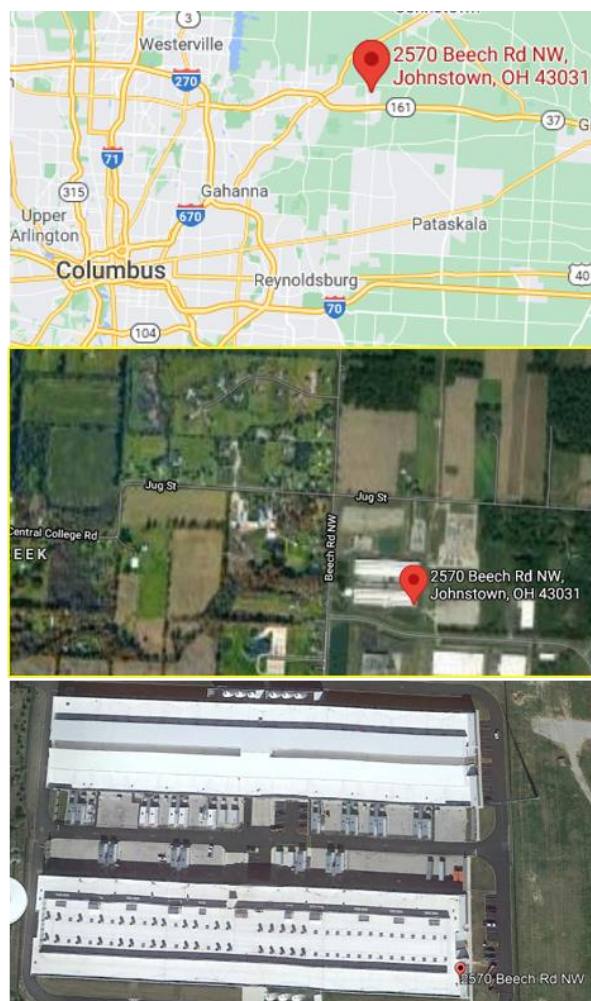 Johnstown
3
Westerville
2570 Beech Rd NW,
Johnstown, OH 43031
270
161
37
71
315
Gahanna
Upper
Arlington
670
Pataskala
Columbus
Reynoldsburg
40
70
104
Jug St
Jug St
Central College Rd
EEK
Beech Rd NW
2570 Beech Rd NW,
Johnstown, OH 43031
2570 Beech Rd NW